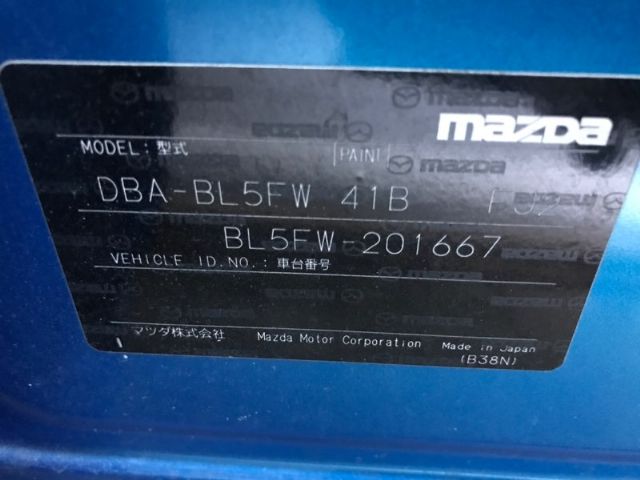 mazda
MODEL: 型式 [PAINT]
DBA-BL5FW 41B
BL5FW-201667
VEHICLE ID.NO.: 車台番号
マツダ株式会社 Mazda Motor Corporation Made in Japan
(B38N)